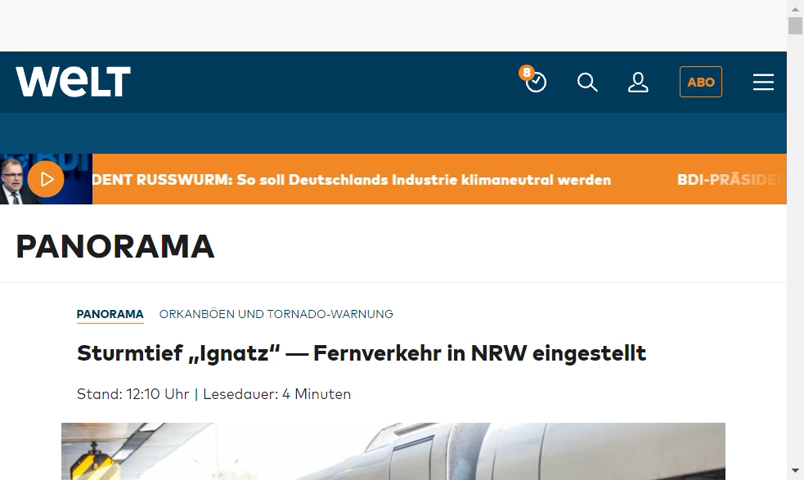 WELT
8
ABO
DENT RUSSWURM: So soll Deutschlands Industrie klimaneutral werden
BDI-PRÄSIDE
PANORAMA
PANORAMA ORKANBÖEN UND TORNADO-WARNUNG
Sturmtief „Ignatz“ — Fernverkehr in NRW eingestellt
Stand: 12:10 Uhr | Lesedauer: 4 Minuten